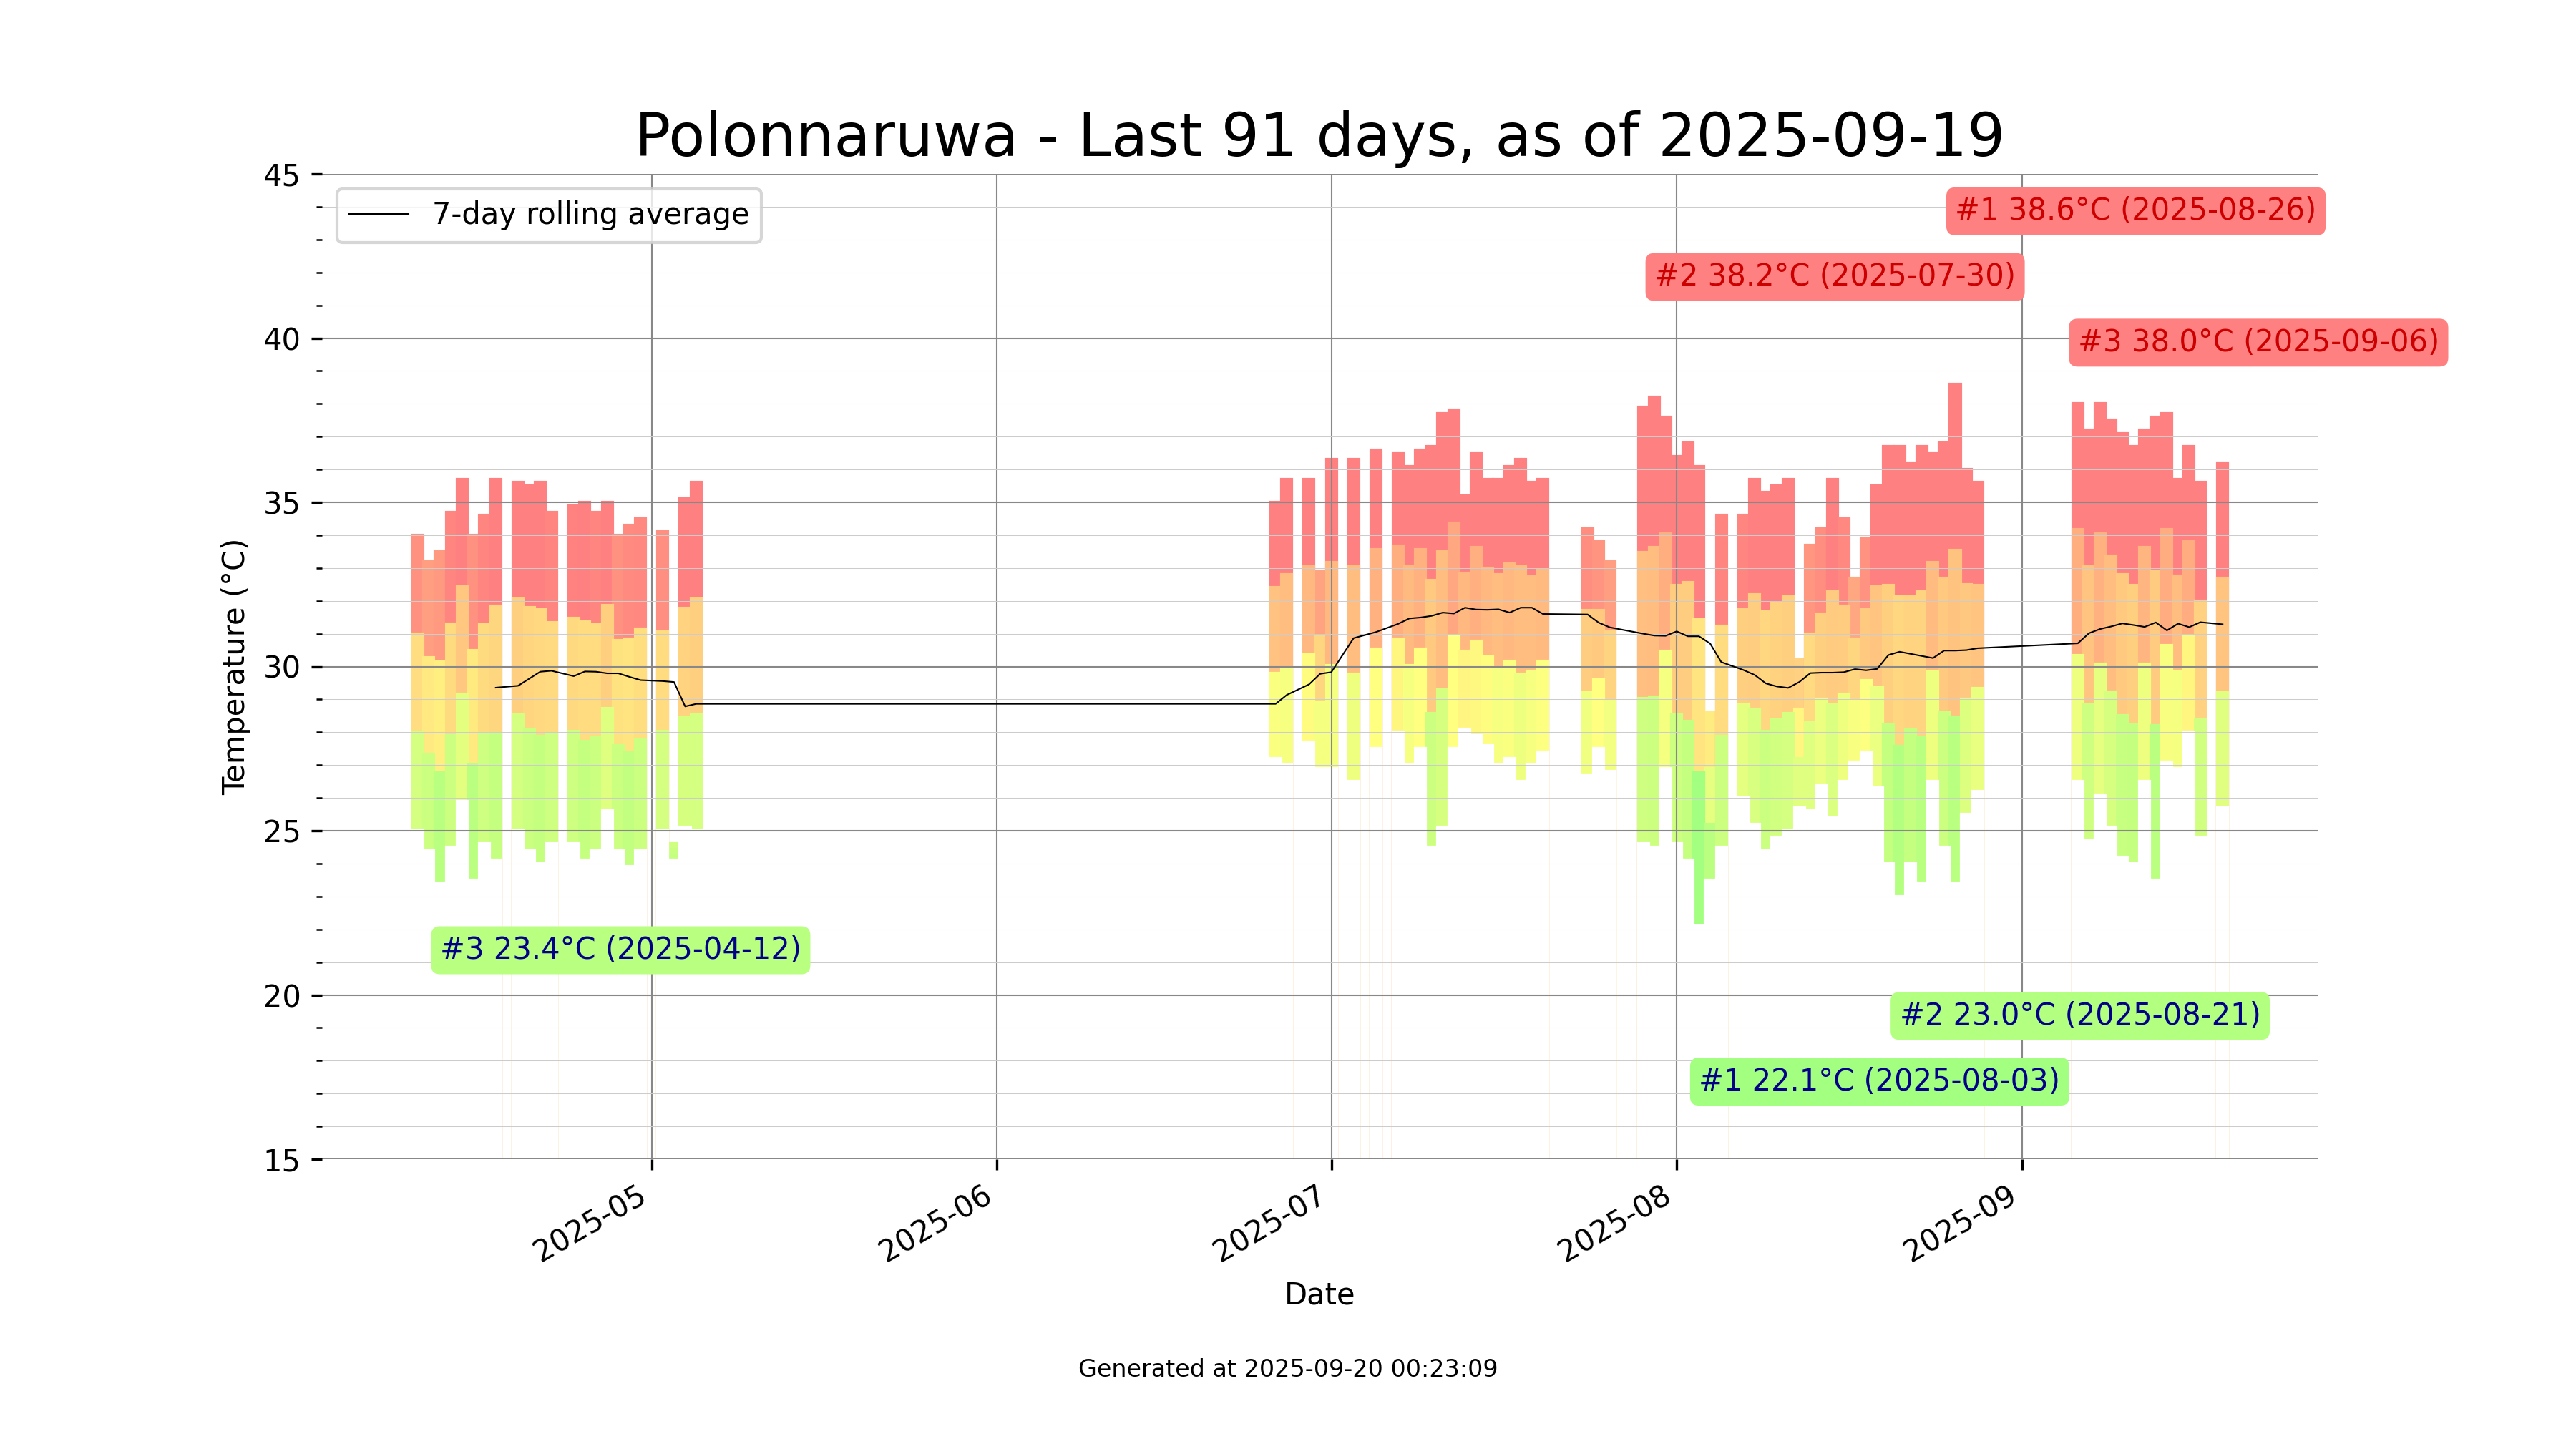 Polonnaruwa - Last 91 days, as of 2025-09-19
45
7-day rolling average
#1 38.6°C (2025-08-26)
#2 38.2°C (2025-07-30)
40
#3 38.0°C (2025-09-06)
35
Temperature (°C)
30
25
#3 23.4°C (2025-04-12)
20
#2 23.0°C (2025-08-21)
#1 22.1°C (2025-08-03)
15
2025-05
2025-06
2025-07
2025-08
2025-09
Date
Generated at 2025-09-20 00:23:09